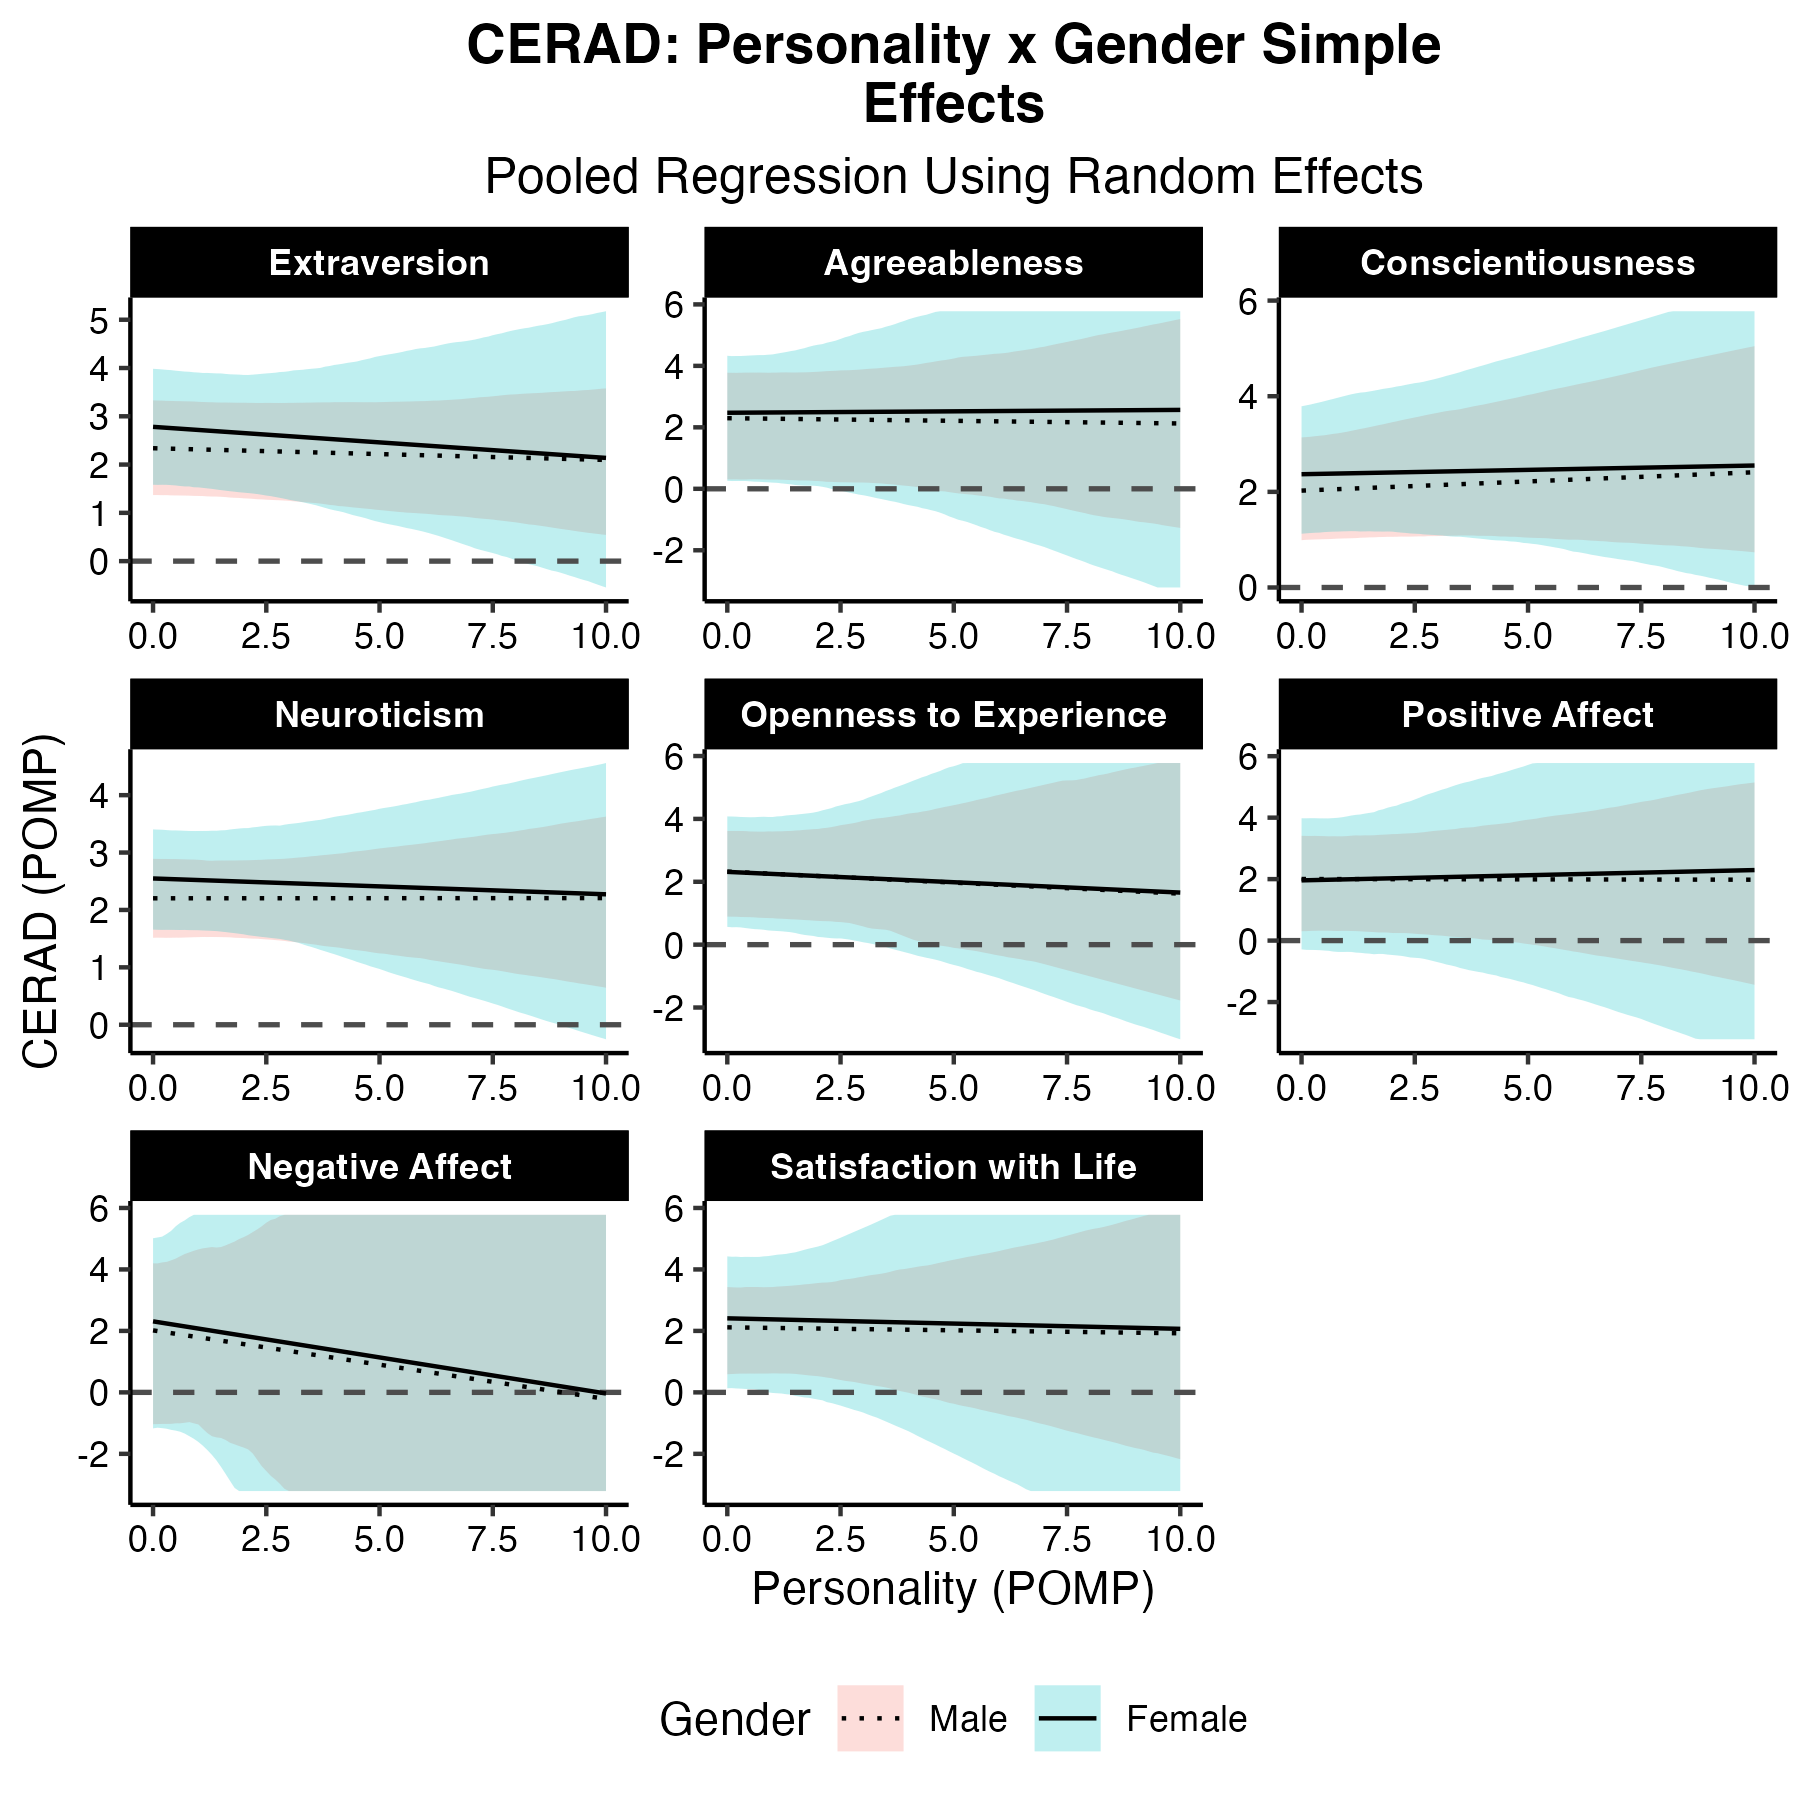 CERAD: Personality x Gender Simple
Effects
Pooled Regression Using Random Effects
Extraversion
Agreeableness
Conscientiousness
5
4
3
2
1
0
6
4
2
0
-2
6
4
2
0
0.0 2.5 5.0 7.5 10.0
0.0 2.5 5.0 7.5 10.0
0.0 2.5 5.0 7.5 10.0
Neuroticism
Openness to Experience
Positive Affect
CERAD (POMP)
4
3
2
1
0
6
4
2
0
-2
6
4
2
0
-2
0.0 2.5 5.0 7.5 10.0
0.0 2.5 5.0 7.5 10.0
0.0 2.5 5.0 7.5 10.0
Negative Affect
Satisfaction with Life
6
4
2
0
-2
6
4
2
0
-2
0.0 2.5 5.0 7.5 10.0
0.0 2.5 5.0 7.5 10.0
Personality (POMP)
Gender Male Female